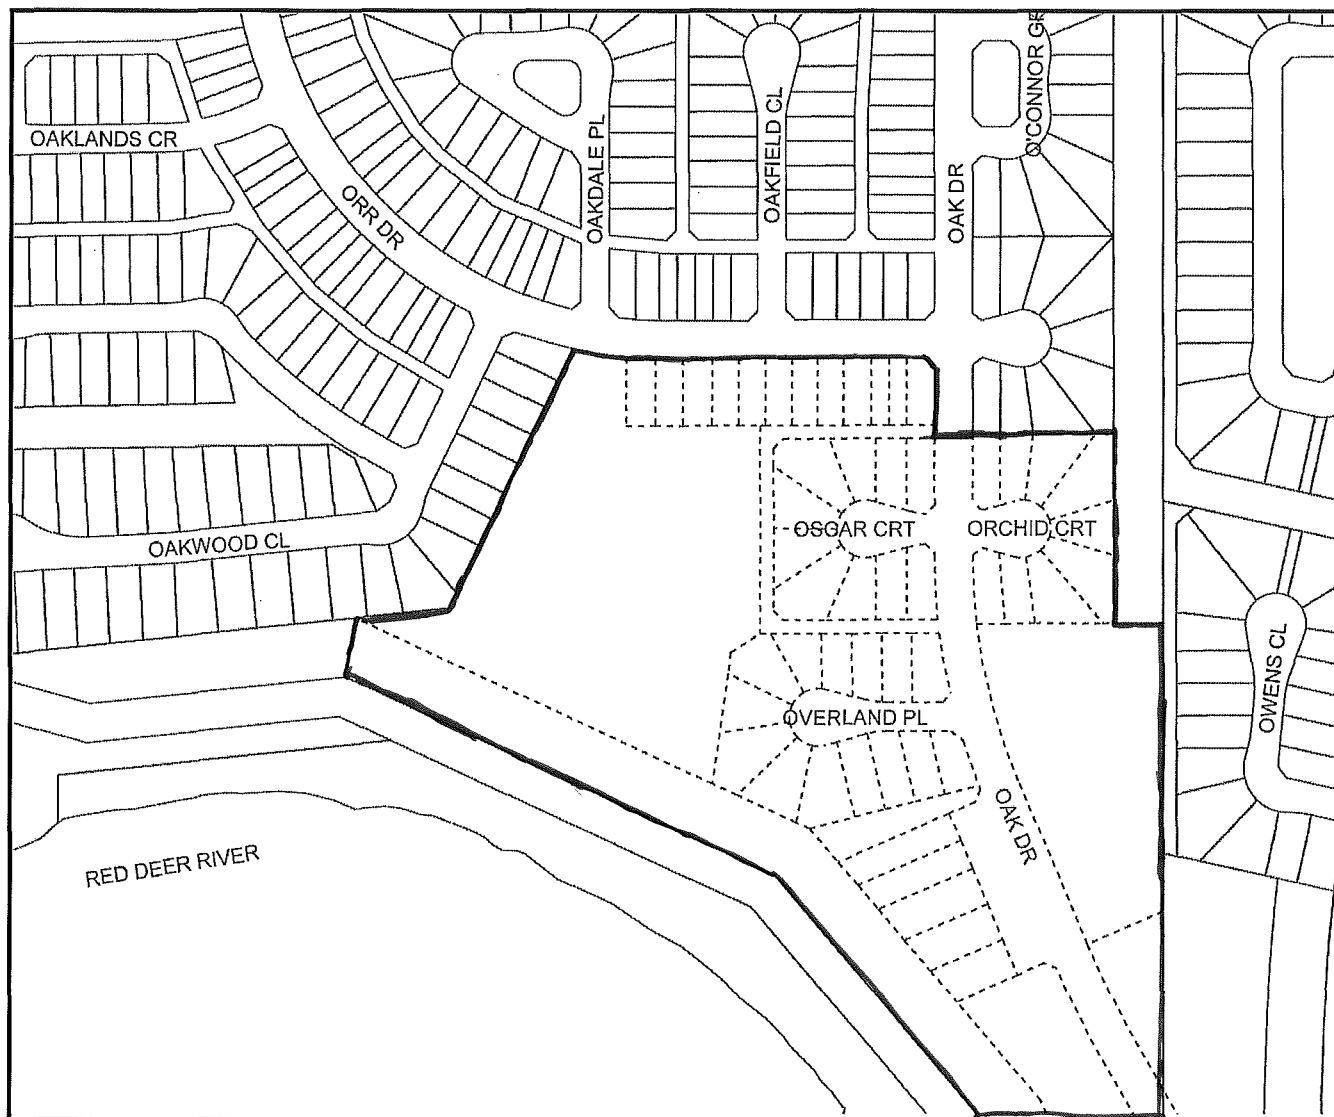 OAKLANDS CR
ORR DR
OAKDALE PL
OAKFIELD CL
OAK DR
O'CONNOR
OSCAR CRT
ORCHID CRT
OAKWOOD CL
OVERLAND PL
OWENS CL
OAK DR
RED DEER RIVER